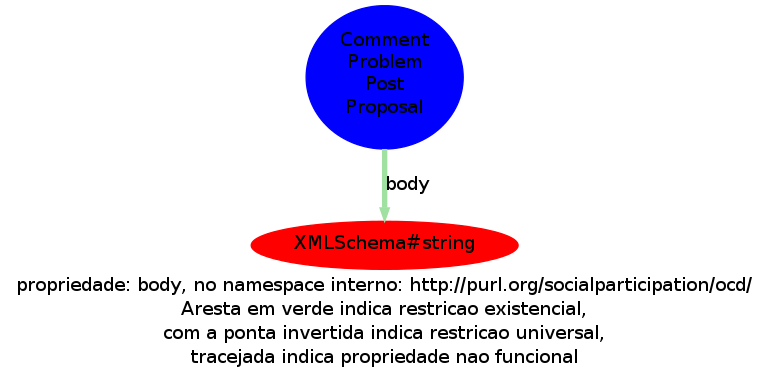 Comment
Problem
Post
Proposal
body
XMLSchema#string
propriedade: body, no namespace interno: http://purl.org/socialparticipation/ocd/
Aresta em verde indica restricao existencial,
com a ponta invertida indica restricao universal,
tracejada indica propriedade nao funcional